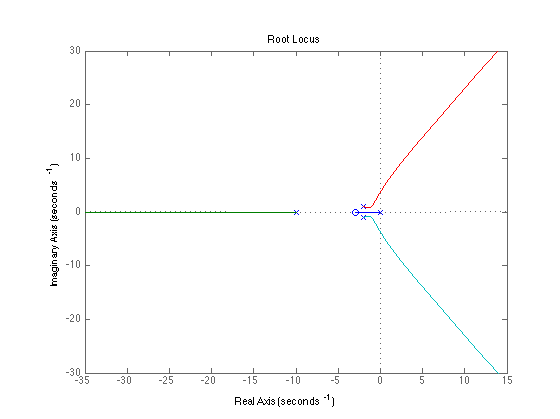 Root Locus
30
20
10
0
-10
-20
-30
-35 -30 -25 -20 -15 -10 -5 0 5 10 15
Imaginary Axis (seconds⁻¹)
Real Axis (seconds⁻¹)